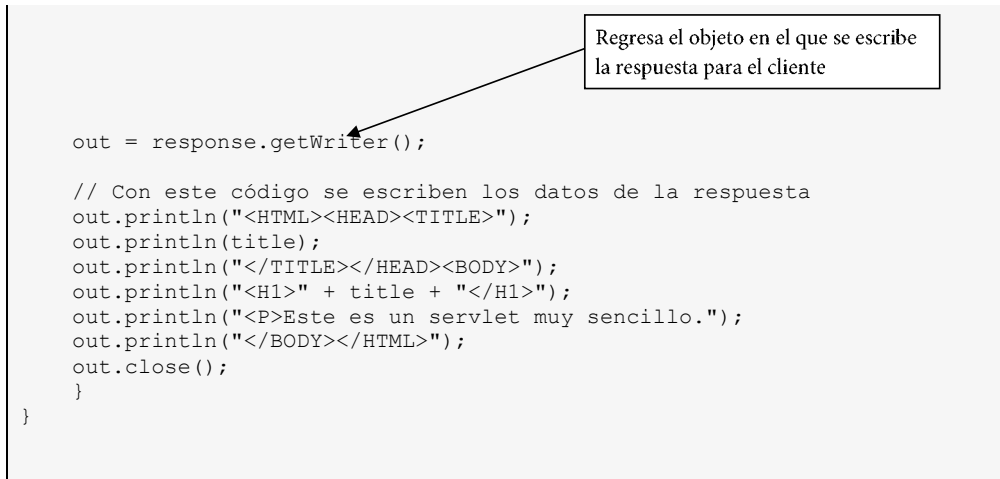 Regresa el objeto en el que se escribe
la respuesta para el cliente
out = response.getWriter();
// Con este código se escriben los datos de la respuesta
out.println("<HTML><HEAD><TITLE>");
out.println(title);
out.println("</TITLE></HEAD><BODY>");
out.println("<H1>" + title + "</H1>");
out.println("<P>Este es un servlet muy sencillo.");
out.println("</BODY></HTML>");
out.close();
}
}